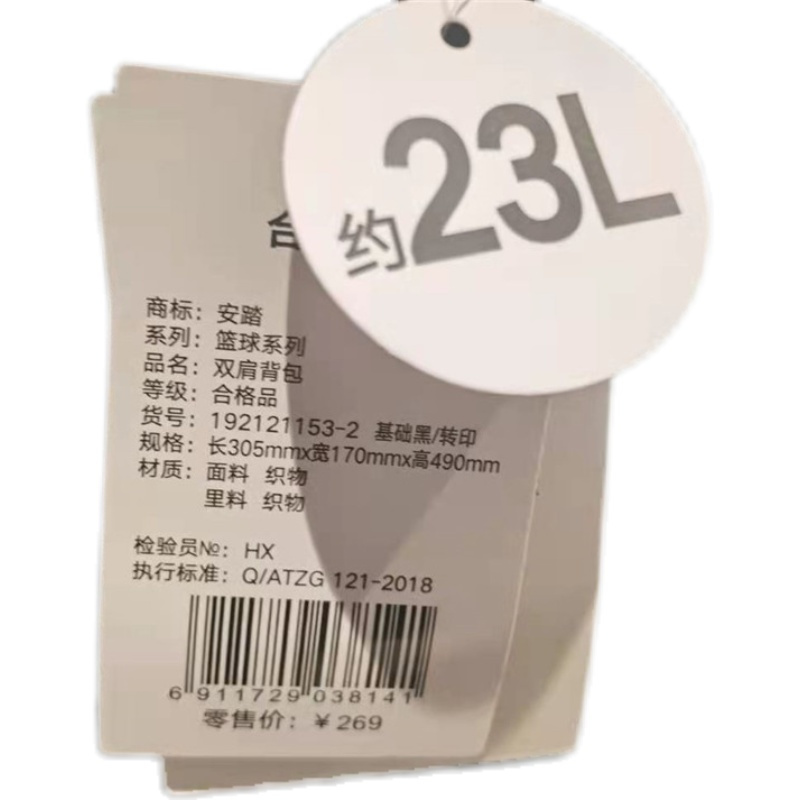 约23L
合
商标：安踏
系列：篮球系列
品名：双肩背包
等级：合格品
货号：192121153-2 基础黑/转印
规格：长305mmx宽170mmx高490mm
材质：面料 织物
里料 织物
检验员№：HX
执行标准：Q/ATZG 121-2018
6 911729 038141
零售价：￥269